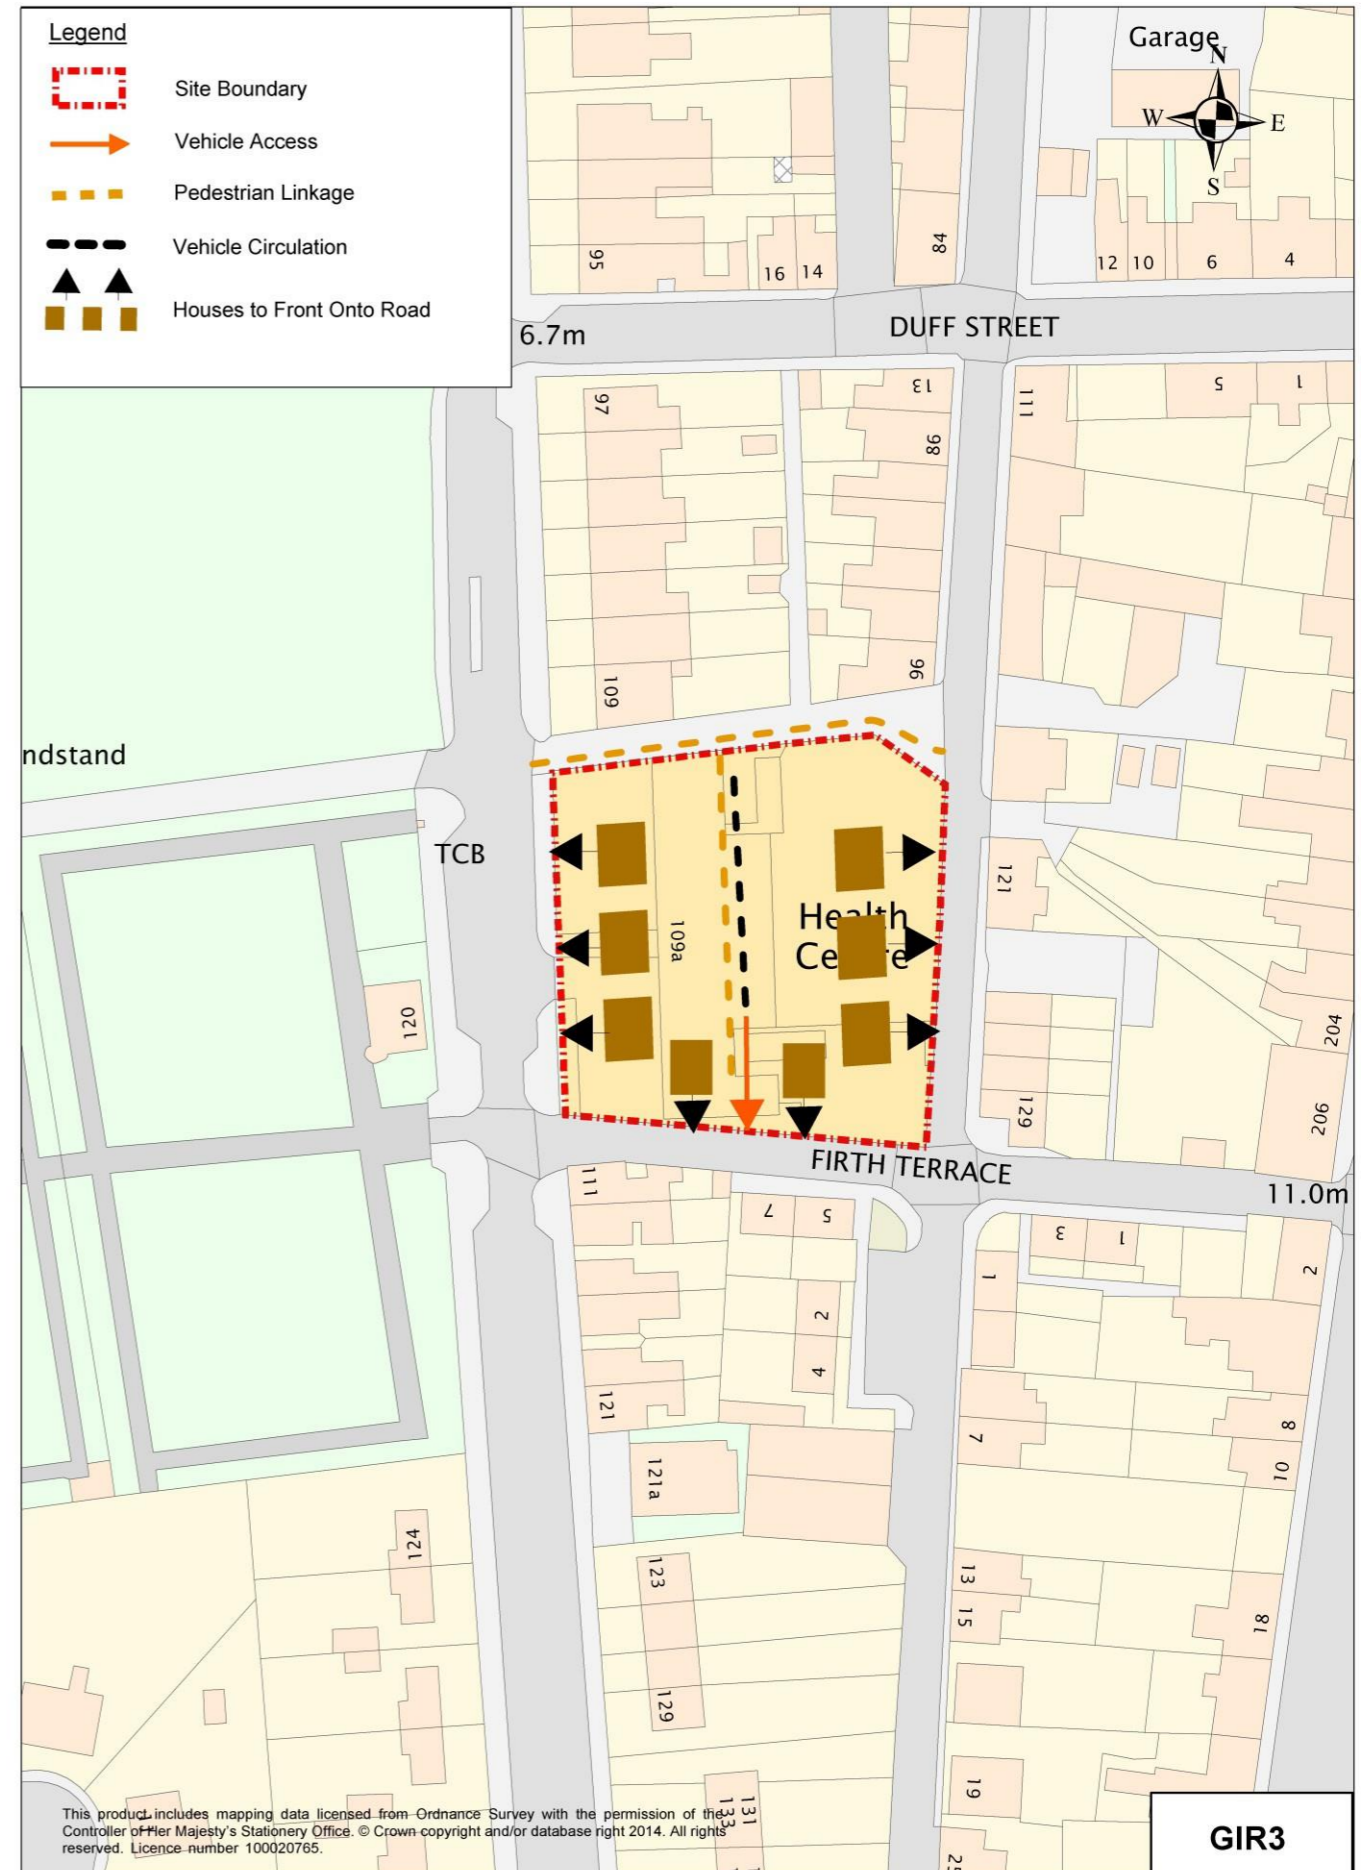 Legend
Site Boundary
Vehicle Access
Pedestrian Linkage
Vehicle Circulation
Houses to Front Onto Road
Garage
N
W
E
S
95
16
14
84
12
10
6
4
6.7m
DUFF STREET
97
13
86
111
5
1
109
96
ndstand
TCB
109a
Health
Centre
121
120
129
204
206
FIRTH TERRACE
11.0m
111
7
5
3
1
2
1
2
4
121
7
8
10
121a
124
123
13
15
18
129
19
131
133
25
This product includes mapping data licensed from Ordnance Survey with the permission of the
Controller of Her Majesty's Stationery Office. © Crown copyright and/or database right 2014. All rights
reserved. Licence number 100020765.
GIR3